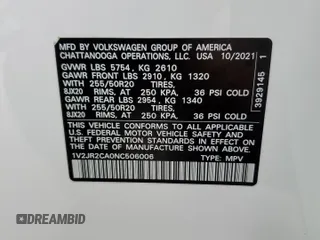 MFD BY VOLKSWAGEN GROUP OF AMERICA
CHATTANOOGA OPERATIONS, LLC. USA 10/2021
GVWR LBS 5754, KG 2610
GAWR FRONT LBS 2910, KG 1320
WITH 255/50R20 TIRES,
8JX20 RIMS, AT 250 KPA/ 36 PSI COLD
GAWR REAR LBS 2954, KG 1340
WITH 255/50R20 TIRES,
8JX20 RIMS, AT 250 KPA/ 36 PSI COLD
THIS VEHICLE CONFORMS TO ALL APPLICABLE
U.S. FEDERAL MOTOR VEHICLE SAFETY AND
THEFT PREVENTION STANDARDS IN EFFECT
ON THE DATE OF MANUFACTURE SHOWN ABOVE.
1V2JR2CA0NC506006 TYPE: MPV
3929145 1
DREAMBID